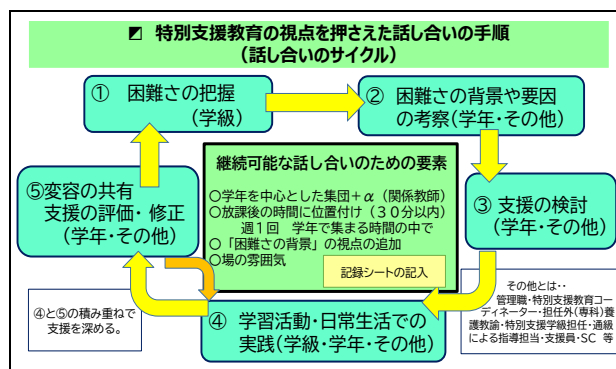 ◪ 特別支援教育の視点を押さえた話し合いの手順
(話し合いのサイクル)
① 困難さの把握
(学級)
② 困難さの背景や要因
の考察(学年・その他)
③ 支援の検討
(学年・その他)
④ 学習活動・日常生活での
実践(学級・学年・その他)
⑤変容の共有
支援の評価・修正
(学年・その他)
継続可能な話し合いのための要素
○学年を中心とした集団＋α（関係教師）
○放課後の時間に位置付け（３０分以内）
週１回 学年で集まる時間の中で
○「困難さの背景」の視点の追加
○場の雰囲気
記録シートの記入
④と⑤の積み重ねで
支援を深める。
その他とは・・
管理職・特別支援教育コー
ディネーター・担任外(専科)養
護教諭・特別支援学級担任・通級
による指導担当・支援員・SC 等